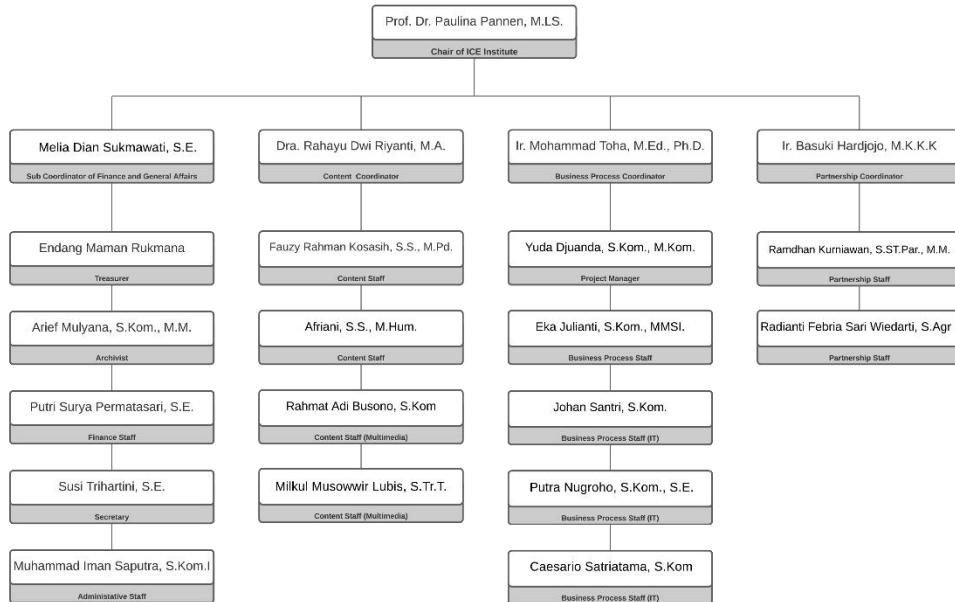 Prof. Dr. Paulina Pannen, M.LS.
Chair of ICE Institute
Melia Dian Sukmawati, S.E.
Sub Coordinator of Finance and General Affairs
Dra. Rahayu Dwi Riyanti, M.A.
Content Coordinator
Ir. Mohammad Toha, M.Ed., Ph.D.
Business Process Coordinator
Ir. Basuki Hardjojo, M.K.K.K
Partnership Coordinator
Endang Maman Rukmana
Treasurer
Fauzy Rahman Kosasih, S.S., M.Pd.
Content Staff
Yuda Djuanda, S.Kom., M.Kom.
Project Manager
Ramdhan Kurniawan, S.ST.Par., M.M.
Partnership Staff
Arief Mulyana, S.Kom., M.M.
Archivist
Afriani, S.S., M.Hum.
Content Staff
Eka Julianti, S.Kom., MMSI.
Business Process Staff
Radianti Febria Sari Wiedarti, S.Agr
Partnership Staff
Putri Surya Permatasari, S.E.
Finance Staff
Rahmat Adi Busono, S.Kom
Content Staff (Multimedia)
Johan Santri, S.Kom.
Business Process Staff (IT)
Susi Trihartini, S.E.
Secretary
Milkul Musowwir Lubis, S.Tr.T.
Content Staff (Multimedia)
Putra Nugroho, S.Kom., S.E.
Business Process Staff (IT)
Muhammad Iman Saputra, S.Kom.I
Administative Staff
Caesario Satriatama, S.Kom
Business Process Staff (IT)